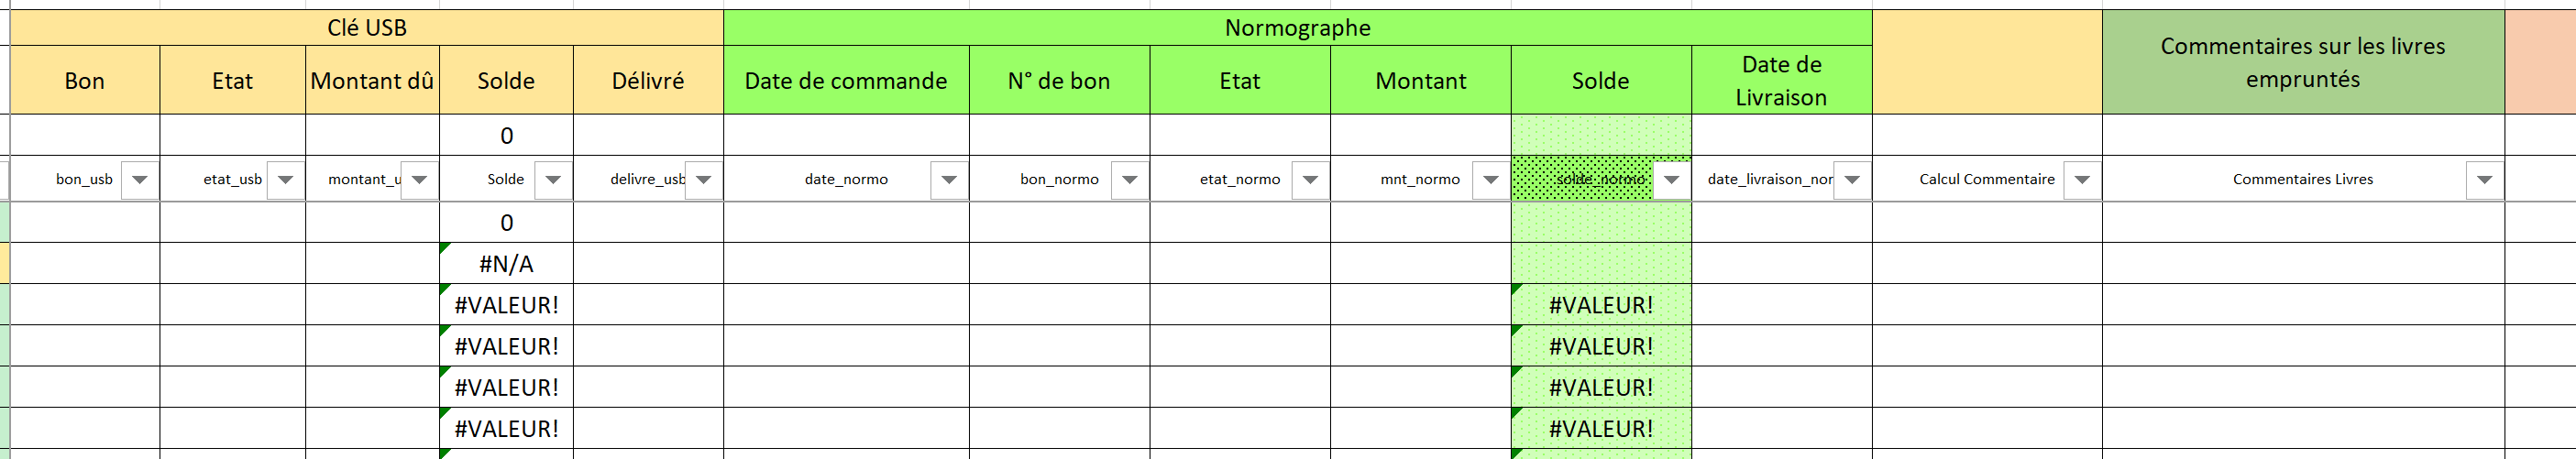 Clé USB Normographe
Commentaires sur les livres
empruntés
Bon Etat Montant dû Solde Délivré Date de commande N° de bon Etat Montant Solde Date de
Livraison
0
bon_usb etat_usb montant_u Solde delivre_usb date_normo bon_normo etat_normo mnt_normo solde_normo date_livraison_nor Calcul Commentaire Commentaires Livres
0
#N/A
#VALEUR! #VALEUR!
#VALEUR! #VALEUR!
#VALEUR! #VALEUR!
#VALEUR! #VALEUR!